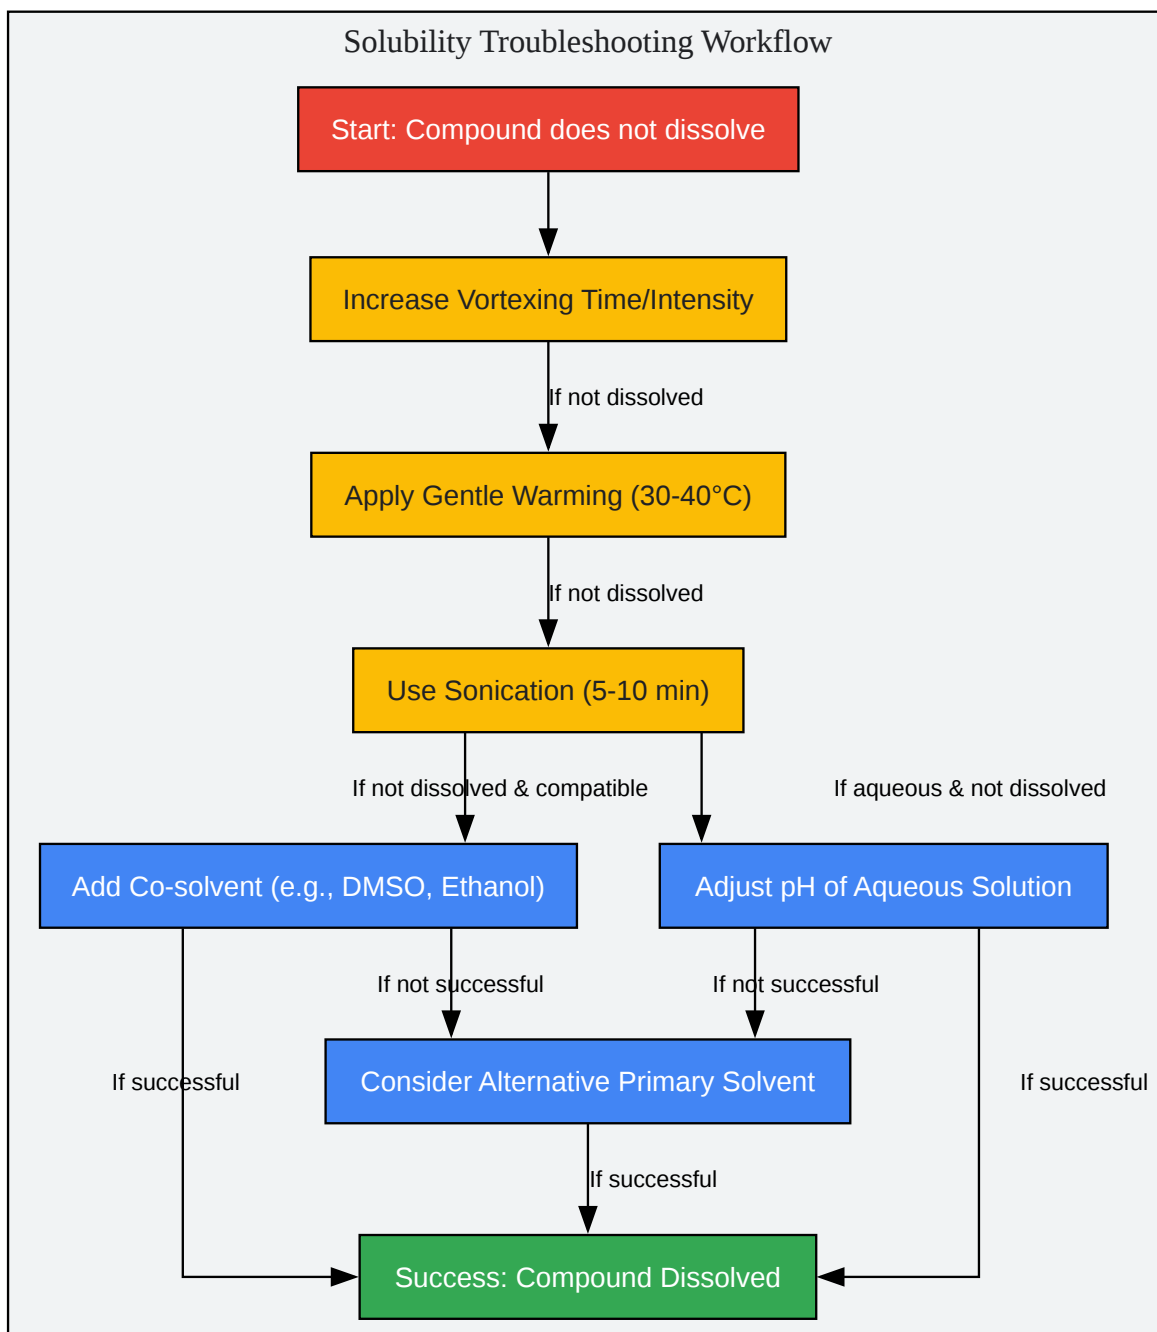 Solubility Troubleshooting Workflow
Start: Compound does not dissolve
Increase Vortexing Time/Intensity
If not dissolved
Apply Gentle Warming (30-40°C)
If not dissolved
Use Sonication (5-10 min)
If not dissolved & compatible
If aqueous & not dissolved
Add Co-solvent (e.g., DMSO, Ethanol)
Adjust pH of Aqueous Solution
If not successful
If not successful
If successful
Consider Alternative Primary Solvent
If successful
If successful
Success: Compound Dissolved